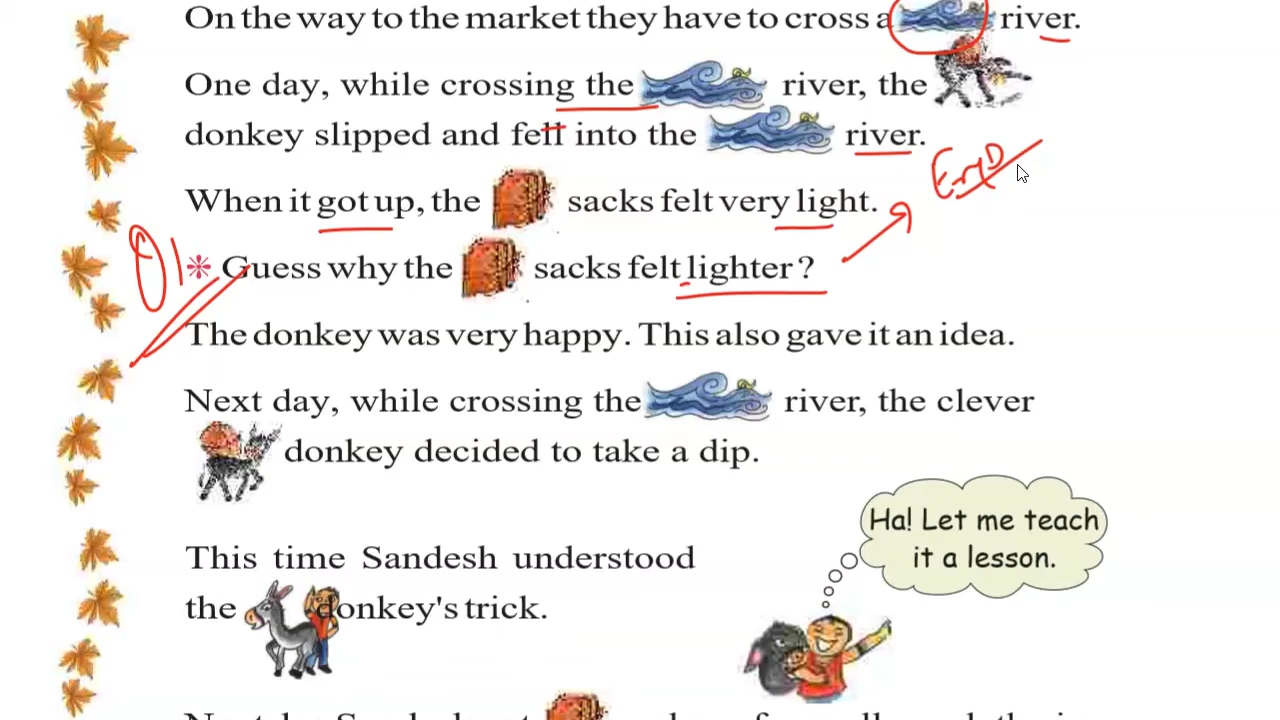 On the way to the market they have to cross a river.
One day, while crossing the river, the
donkey slipped and fell into the river.
When it got up, the sacks felt very light.
Q1 * Guess why the sacks felt lighter?
The donkey was very happy. This also gave it an idea.
Next day, while crossing the river, the clever
donkey decided to take a dip.
Ha! Let me teach
it a lesson.
This time Sandesh understood
the donkey's trick.